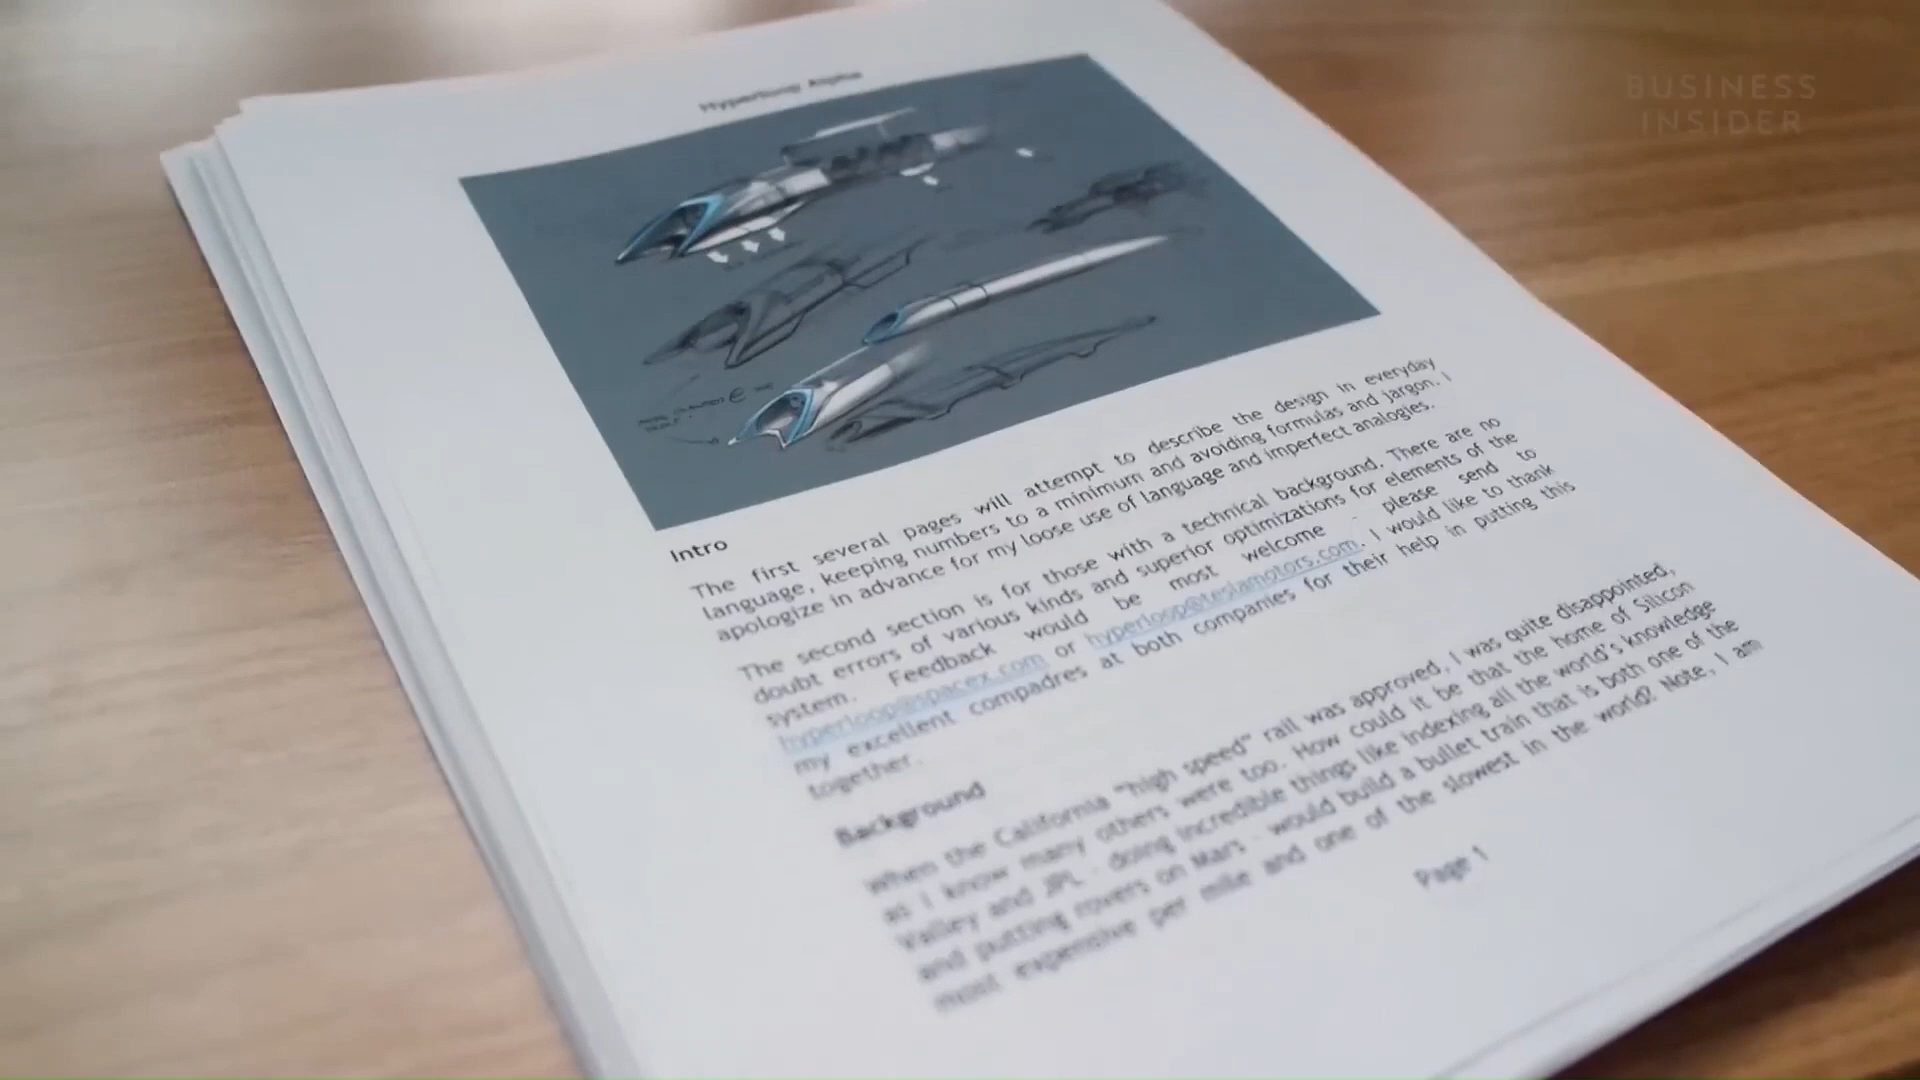 BUSINESS
INSIDER
Hyperloop Alpha
Intro
The first several pages will attempt to describe the design in everyday
language, keeping numbers to a minimum and avoiding formulas and jargon. I
apologize in advance for my loose use of language and imperfect analogies.
The second section is for those with a technical background. There are no
doubt errors of various kinds and superior optimizations for elements of the
system. Feedback would be most welcome - please send to
hyperloop@spacex.com or hyperloop@teslamotors.com. I would like to thank
my excellent compadres at both companies for their help in putting this
together.
Background
When the California "high speed" rail was approved, I was quite disappointed,
as I know many others were too. How could it be that the home of Silicon
Valley and JPL - doing incredible things like indexing all the world's knowledge
and putting rovers on Mars - would build a bullet train that is both one of the
most expensive per mile and one of the slowest in the world? Note, I am
Page 1